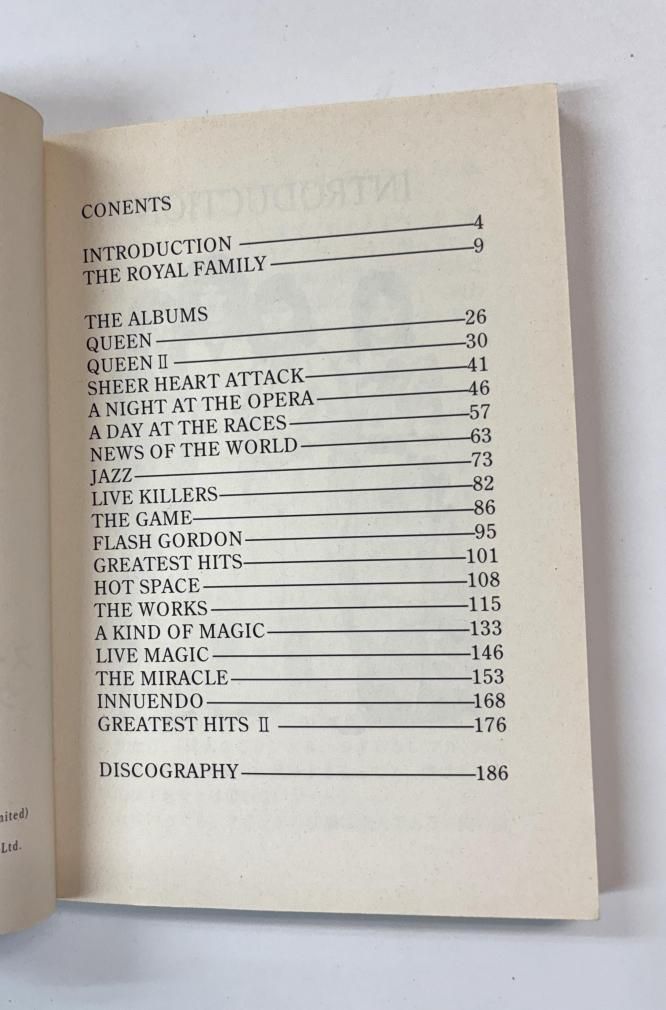 CONENTS
INTRODUCTION 4
THE ROYAL FAMILY 9
THE ALBUMS
QUEEN 26
QUEEN Ⅱ 30
SHEER HEART ATTACK 41
A NIGHT AT THE OPERA 46
A DAY AT THE RACES 57
NEWS OF THE WORLD 63
JAZZ 73
LIVE KILLERS 82
THE GAME 86
FLASH GORDON 95
GREATEST HITS 101
HOT SPACE 108
THE WORKS 115
A KIND OF MAGIC 133
LIVE MAGIC 146
THE MIRACLE 153
INNUENDO 168
GREATEST HITS Ⅱ 176
DISCOGRAPHY 186
Ltd.